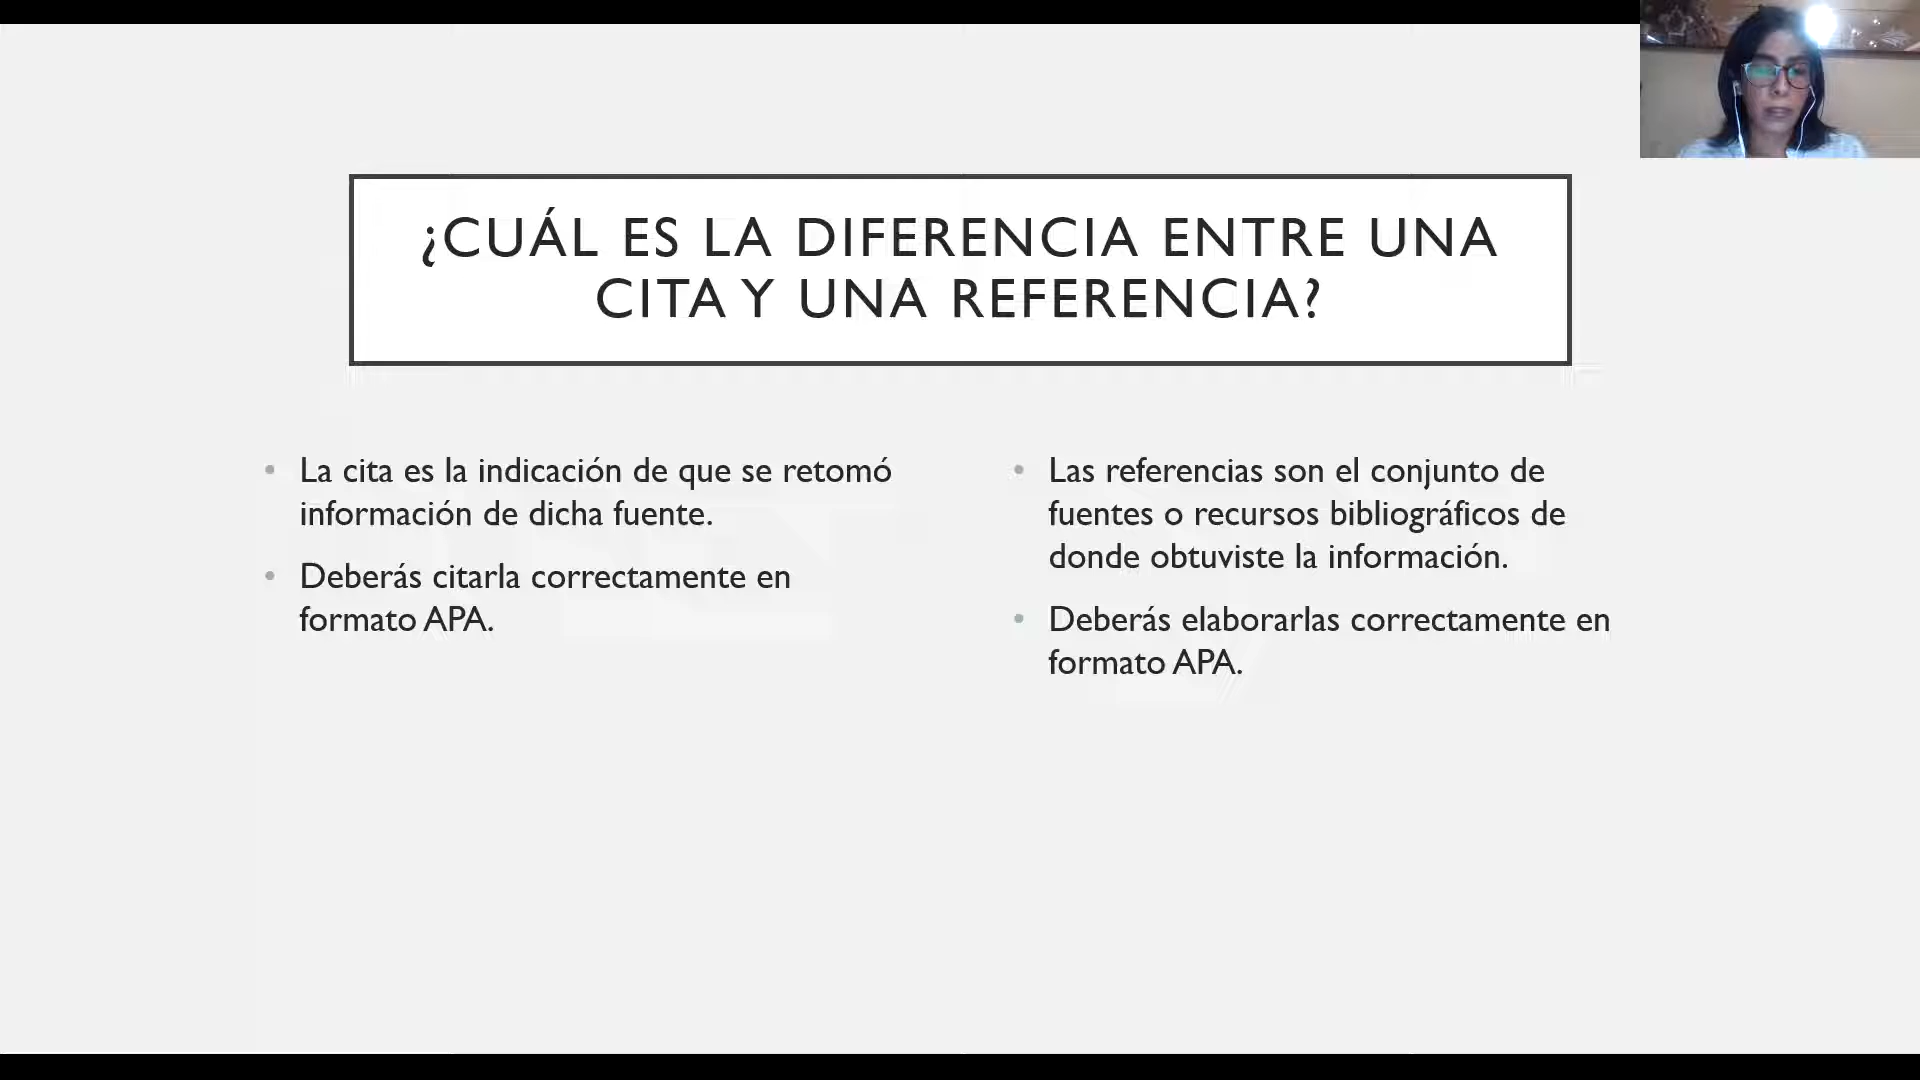 ¿CUÁL ES LA DIFERENCIA ENTRE UNA
CITA Y UNA REFERENCIA?
• La cita es la indicación de que se retomó
información de dicha fuente.
• Deberás citarla correctamente en
formato APA.
• Las referencias son el conjunto de
fuentes o recursos bibliográficos de
donde obtuviste la información.
• Deberás elaborarlas correctamente en
formato APA.